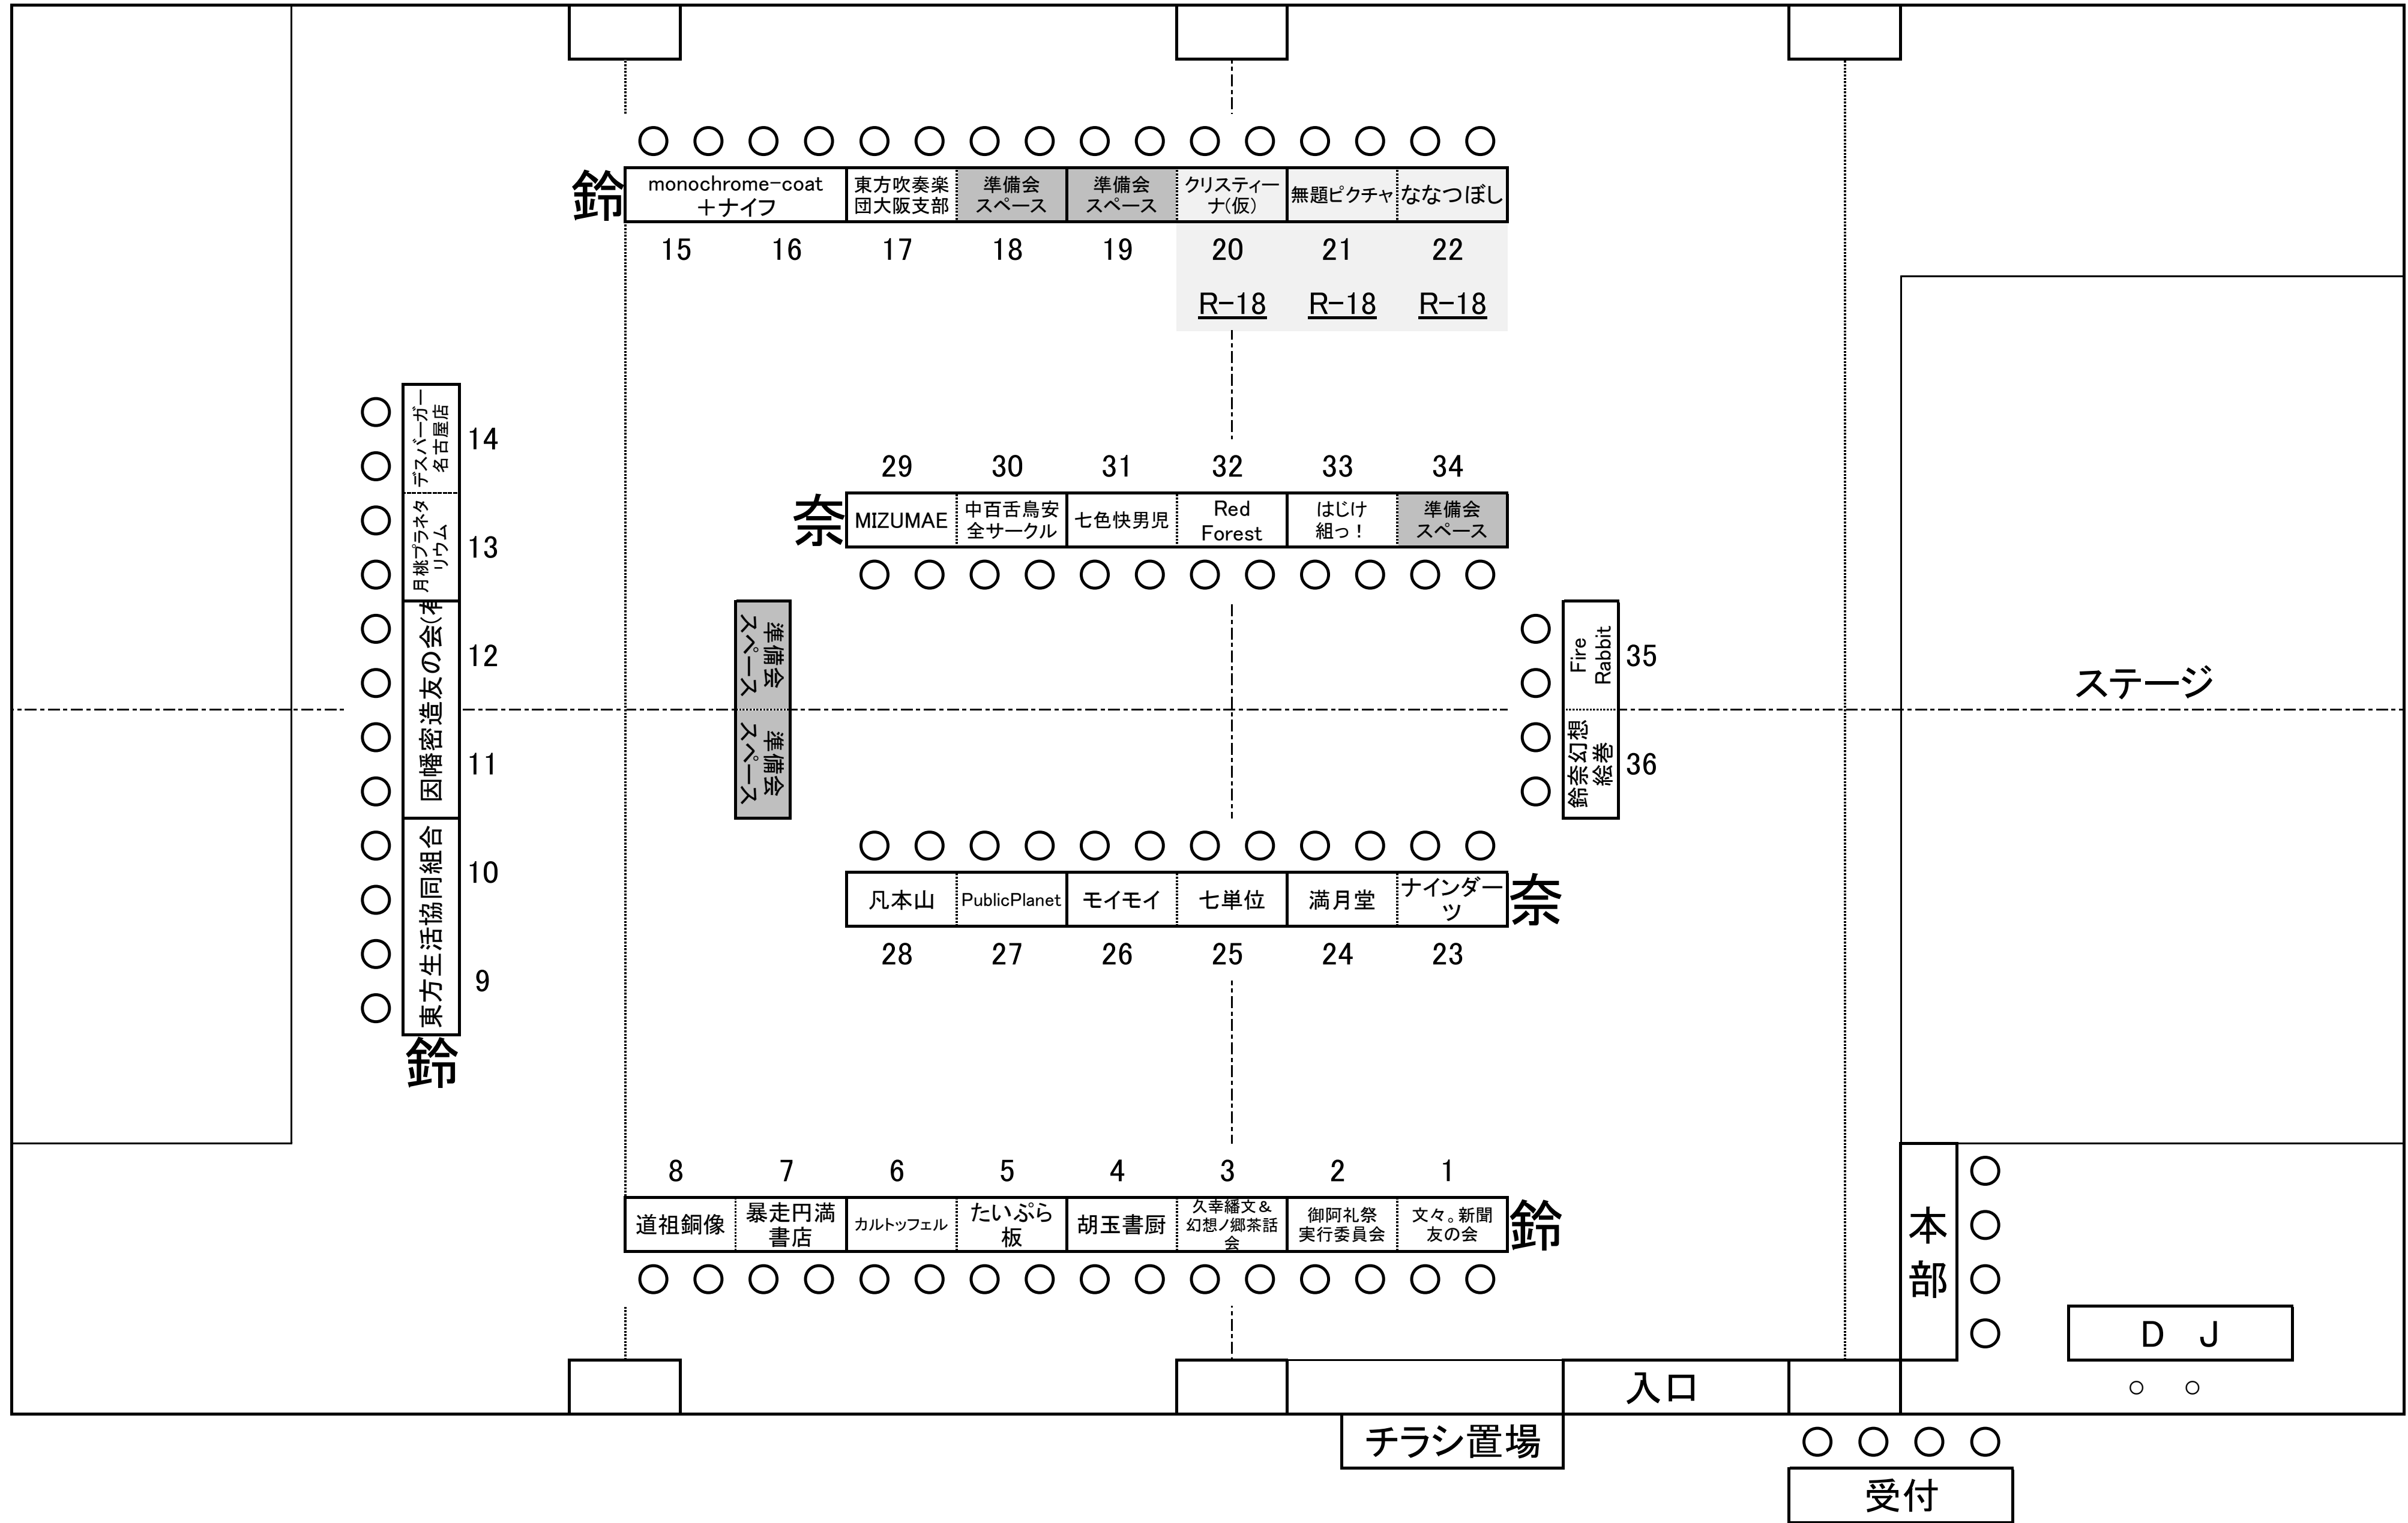 鈴
monochrome-coat
＋ナイフ
東方吹奏楽
団大阪支部
準備会
スペース
準備会
スペース
クリスティー
ナ(仮)
無題ピクチャ
ななつぼし
15
16
17
18
19
20
21
22
R-18
R-18
R-18
デスバーガー
名古屋店
14
月桃プラネタ
リウム
13
因幡密造友の会(有
12
11
東方生活協同組合
10
9
鈴
29
30
31
32
33
34
奈
MIZUMAE
中百舌鳥安
全サークル
七色快男児
Red
Forest
はじけ
組っ！
準備会
スペース
準備会
スペース
準備会
スペース
Fire
Rabbit
35
鈴奈幻想
絵巻
36
ステージ
凡本山
PublicPlanet
モイモイ
七単位
満月堂
ナインダー
ツ
奈
28
27
26
25
24
23
8
7
6
5
4
3
2
1
道祖銅像
暴走円満
書店
カルトッフェル
たいぷら
板
胡玉書厨
久幸繙文＆
幻想ノ郷茶話
会
御阿礼祭
実行委員会
文々。新聞
友の会
鈴
本
部
Ｄ　Ｊ
入口
チラシ置場
受付